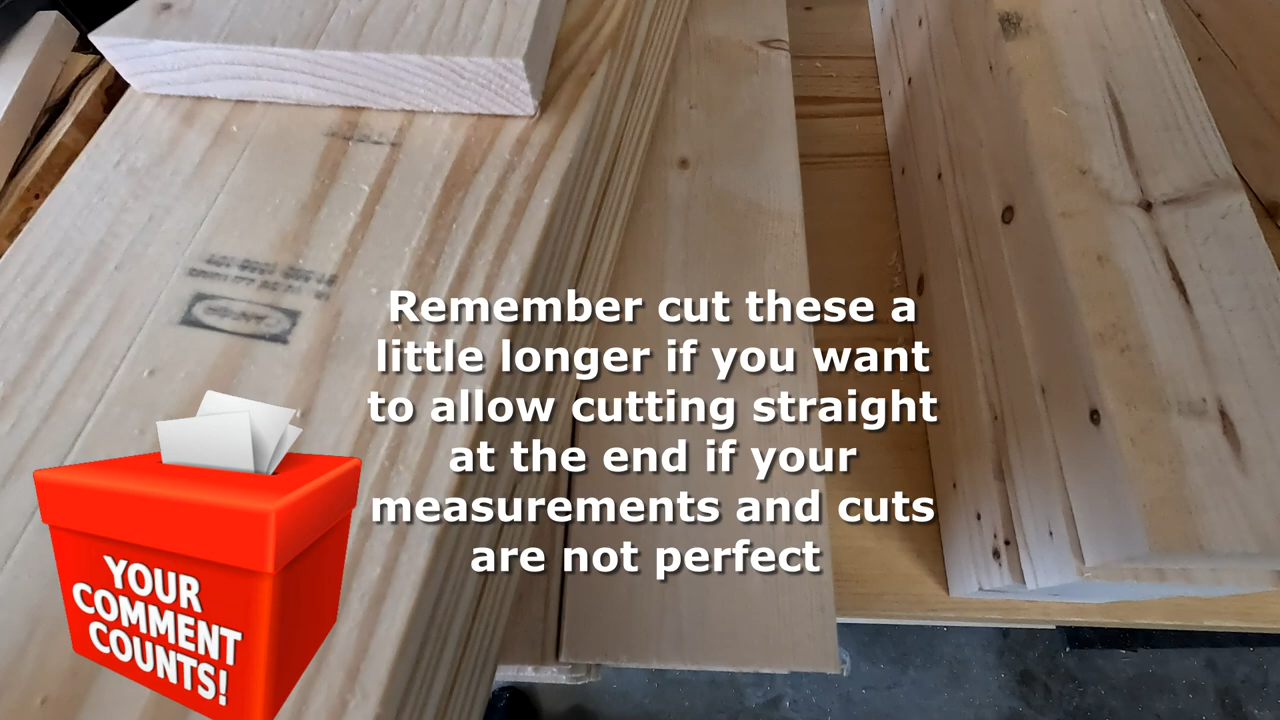 Remember cut these a
little longer if you want
to allow cutting straight
at the end if your
measurements and cuts
are not perfect
YOUR
COMMENT
COUNTS!